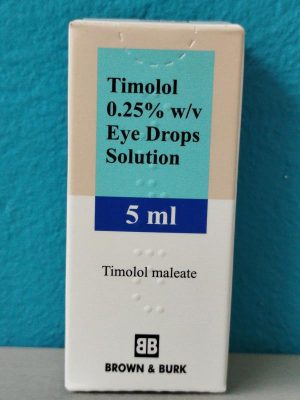 Timolol
0.25% w/v
Eye Drops
Solution
5 ml
Timolol maleate
BB
BROWN & BURK